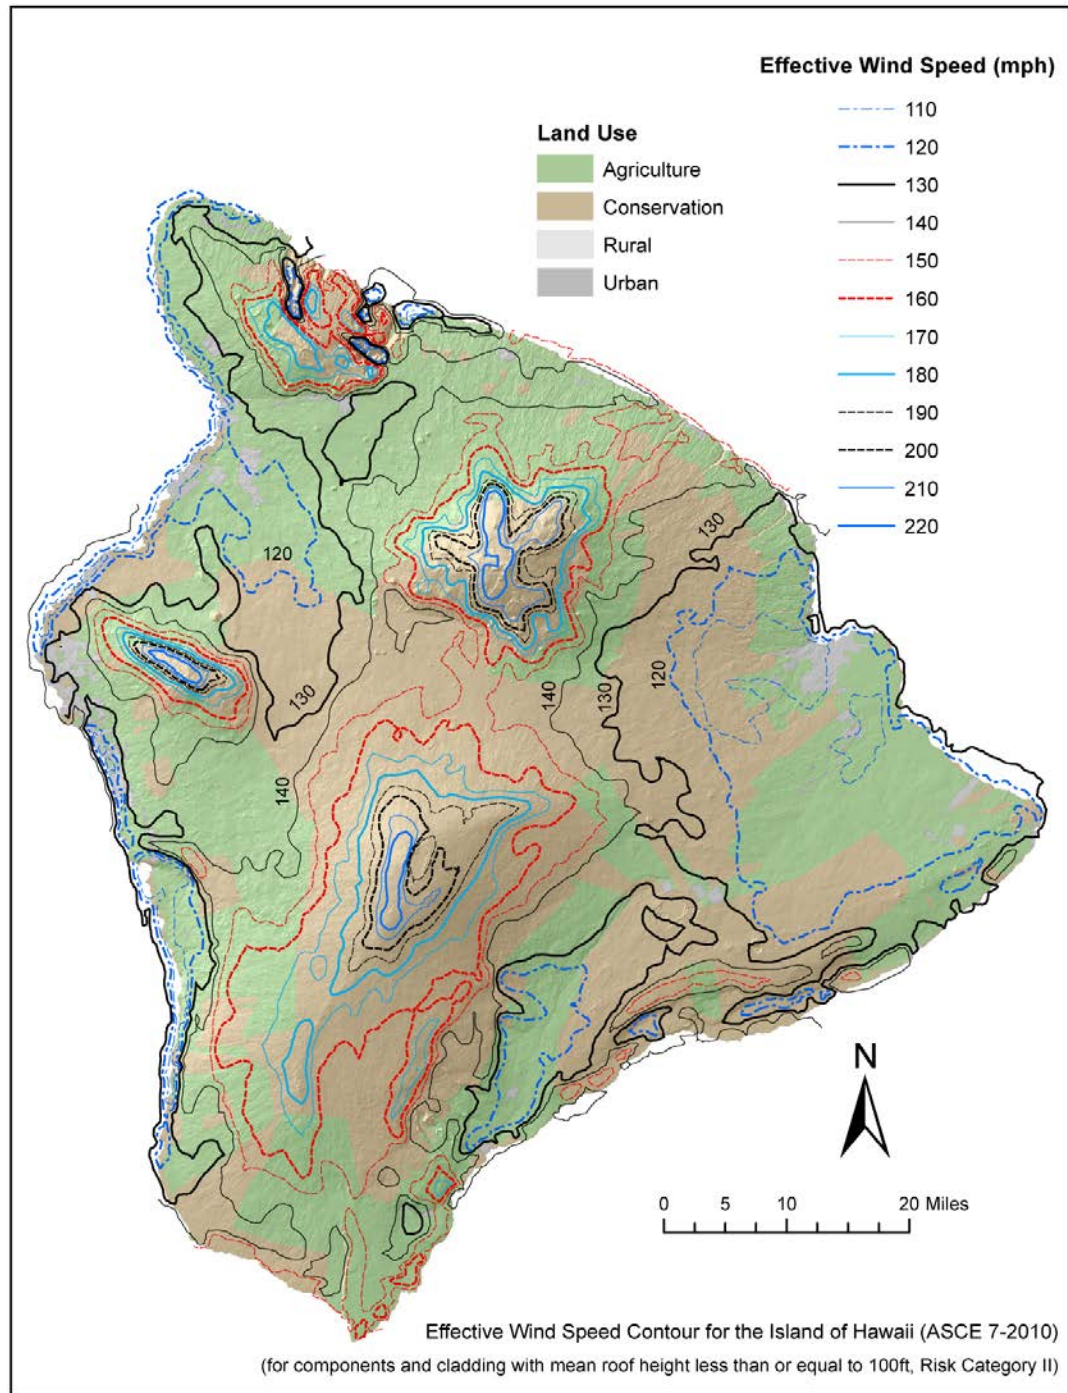 Effective Wind Speed (mph)
110
120
130
140
150
160
170
180
190
200
210
220
Land Use
Agriculture
Conservation
Rural
Urban
130
120
120
130
140
130
140
N
0 5 10 20 Miles
Effective Wind Speed Contour for the Island of Hawaii (ASCE 7-2010)
(for components and cladding with mean roof height less than or equal to 100ft, Risk Category II)